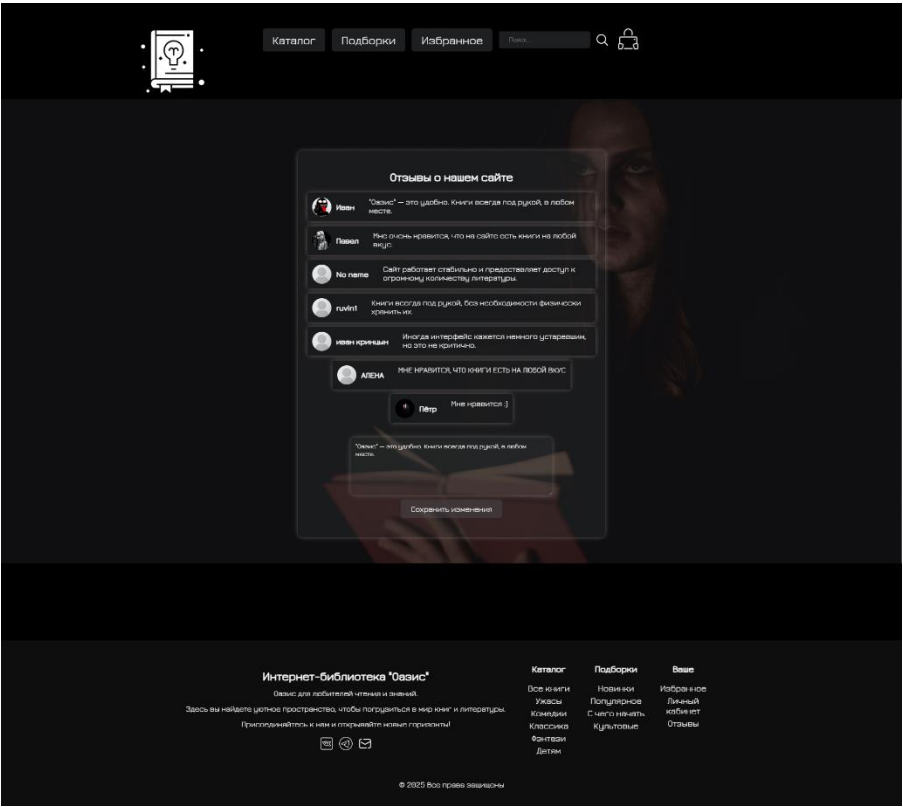 Каталог Подборки Избранное Поиск...
Отзывы о нашем сайте
Иван
"Оазис" — это удобно. Книги всегда под рукой, в любом
месте.
Павел
Мне очень нравится, что на сайте есть книги на любой
вкус.
No name
Сайт работает стабильно и предоставляет доступ к
огромному количеству литературы.
ruvin1
Книги всегда под рукой, без необходимости физически
хранить их.
иван кринцын
Иногда интерфейс кажется немного устаревшим,
но это не критично.
АЛЕНА
МНЕ НРАВИТСЯ, ЧТО КНИГИ ЕСТЬ НА ЛЮБОЙ ВКУС
Пётр
Мне нравится :)
"Оазис" — это удобно. Книги всегда под рукой, в любом
месте.
Сохранить изменения
Интернет-библиотека "Оазис"
Оазис для любителей чтения и знаний.
Здесь вы найдете уютное пространство, чтобы погрузиться в мир книг и литературы.
Присоединяйтесь к нам и открывайте новые горизонты!
Каталог
Все книги
Ужасы
Комедии
Классика
Фэнтези
Детям
Подборки
Новинки
Популярное
С чего начать
Культовые
Ваше
Избранное
Личный
кабинет
Отзывы
© 2025 Все права защищены